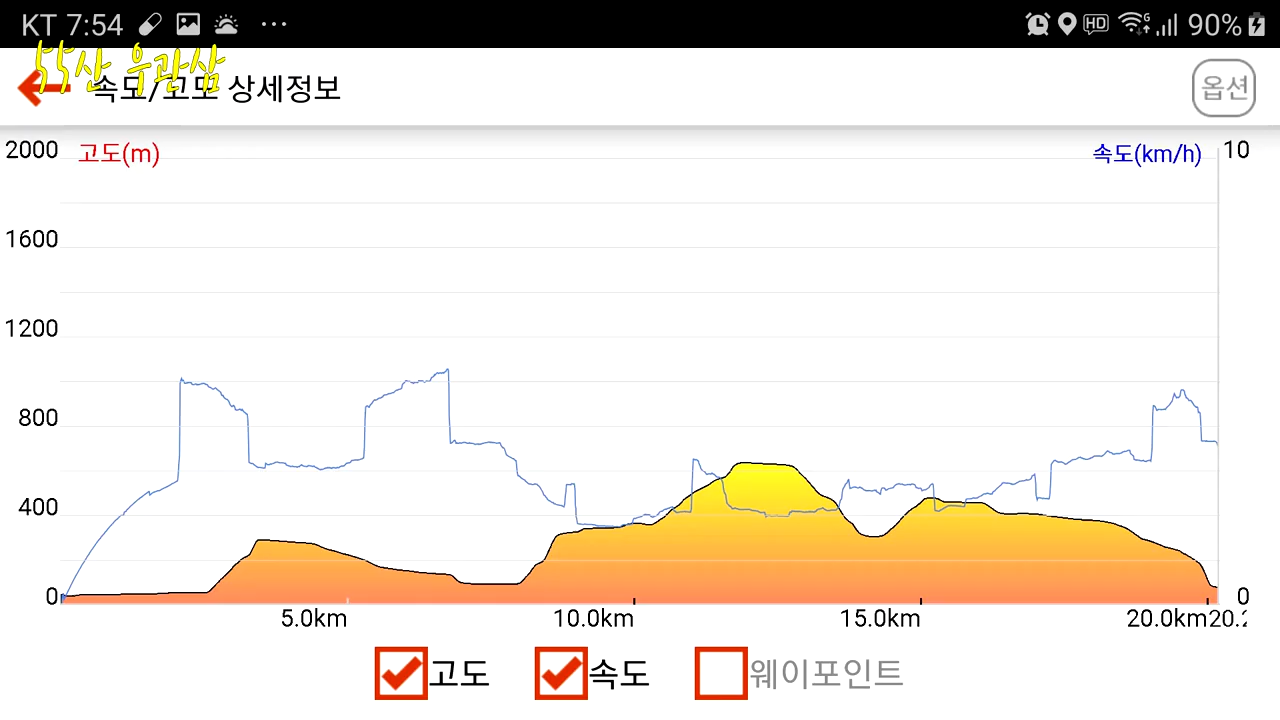 KT 7:54 HD 90%
55산 우관삼
속도/고도 상세정보
옵션
2000 고도(m) 속도(km/h) 10
1600
1200
800
400
0 0
5.0km 10.0km 15.0km 20.0km20.2
고도 속도 웨이포인트